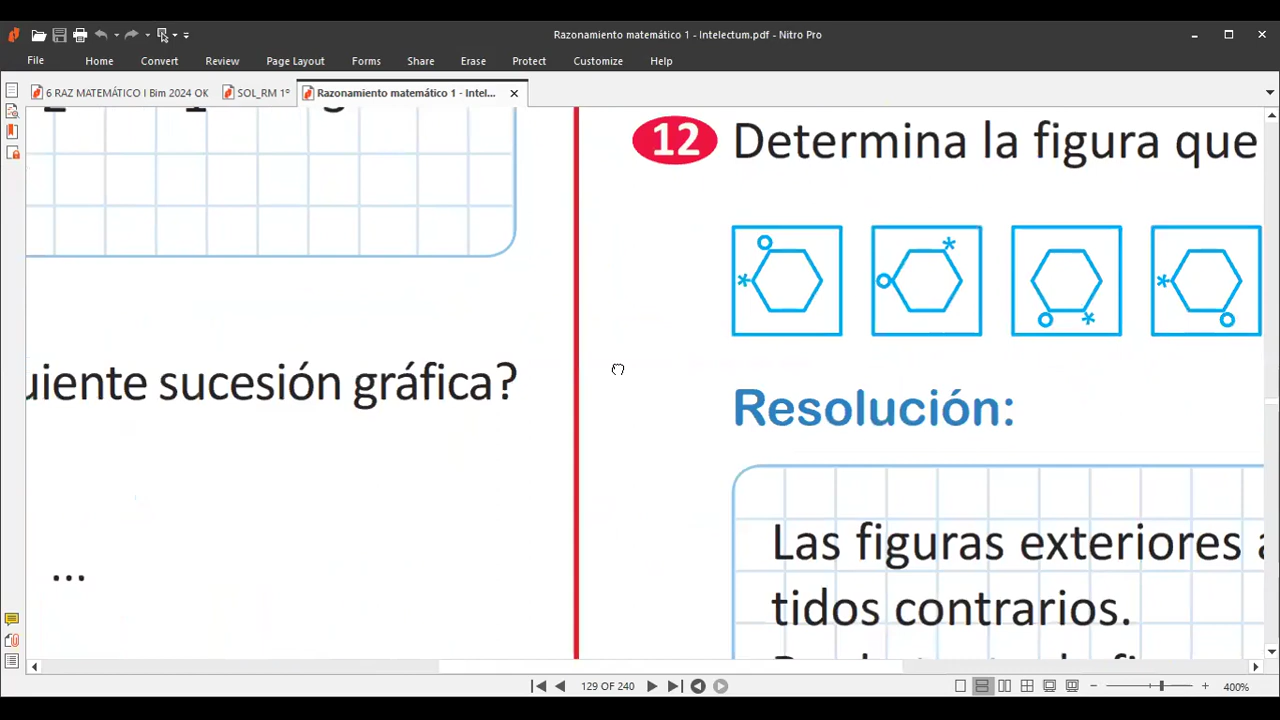 Razonamiento matemático 1 - Intelectum.pdf - Nitro Pro
File Home Convert Review Page Layout Forms Share Erase Protect Customize Help
6 RAZ MATEMÁTICO I Bim 2024 OK
SOL_RM 1°
Razonamiento matemático 1 - Intel...
uiente sucesión gráfica?
...
12 Determina la figura que
Resolución:
Las figuras exteriores
tidos contrarios.
129 OF 240
400%